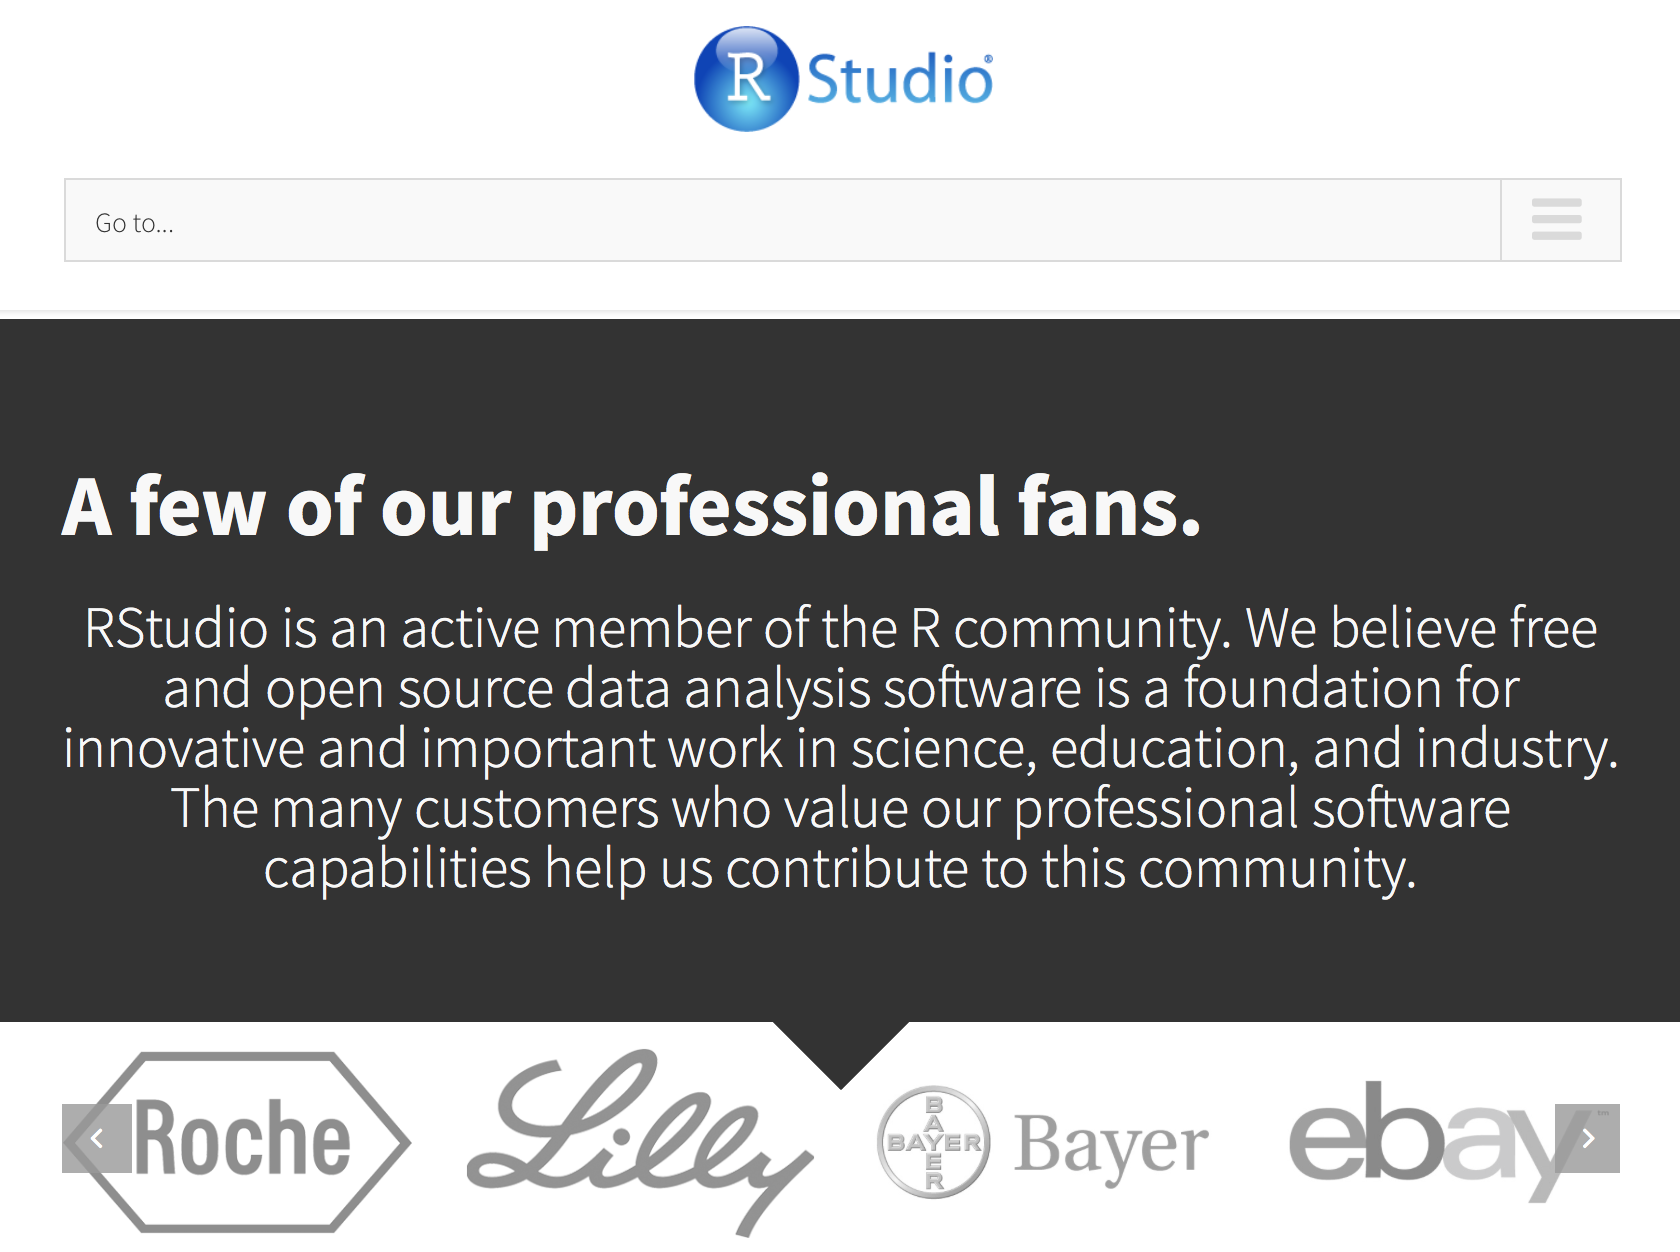 R Studio®
Go to...
A few of our professional fans.
RStudio is an active member of the R community. We believe free
and open source data analysis software is a foundation for
innovative and important work in science, education, and industry.
The many customers who value our professional software
capabilities help us contribute to this community.
Roche
Lilly
BAYER
BAYER
Bayer
ebay™